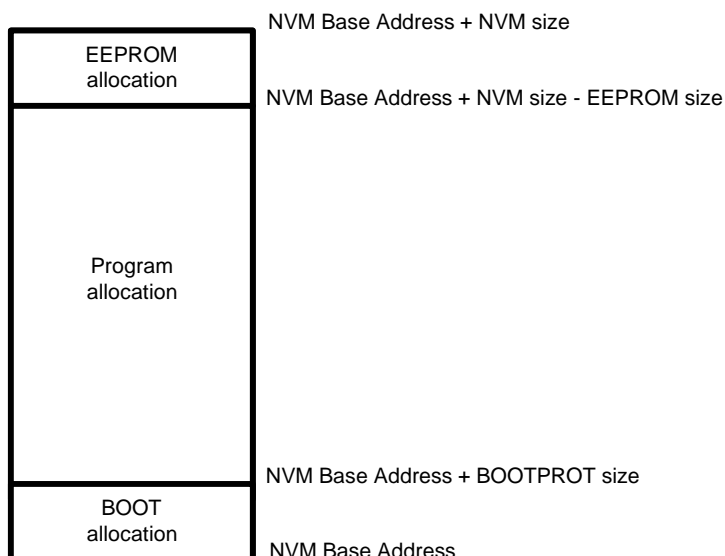 NVM Base Address + NVM size
EEPROM
allocation
NVM Base Address + NVM size - EEPROM size
Program
allocation
NVM Base Address + BOOTPROT size
BOOT
allocation
NVM Base Address